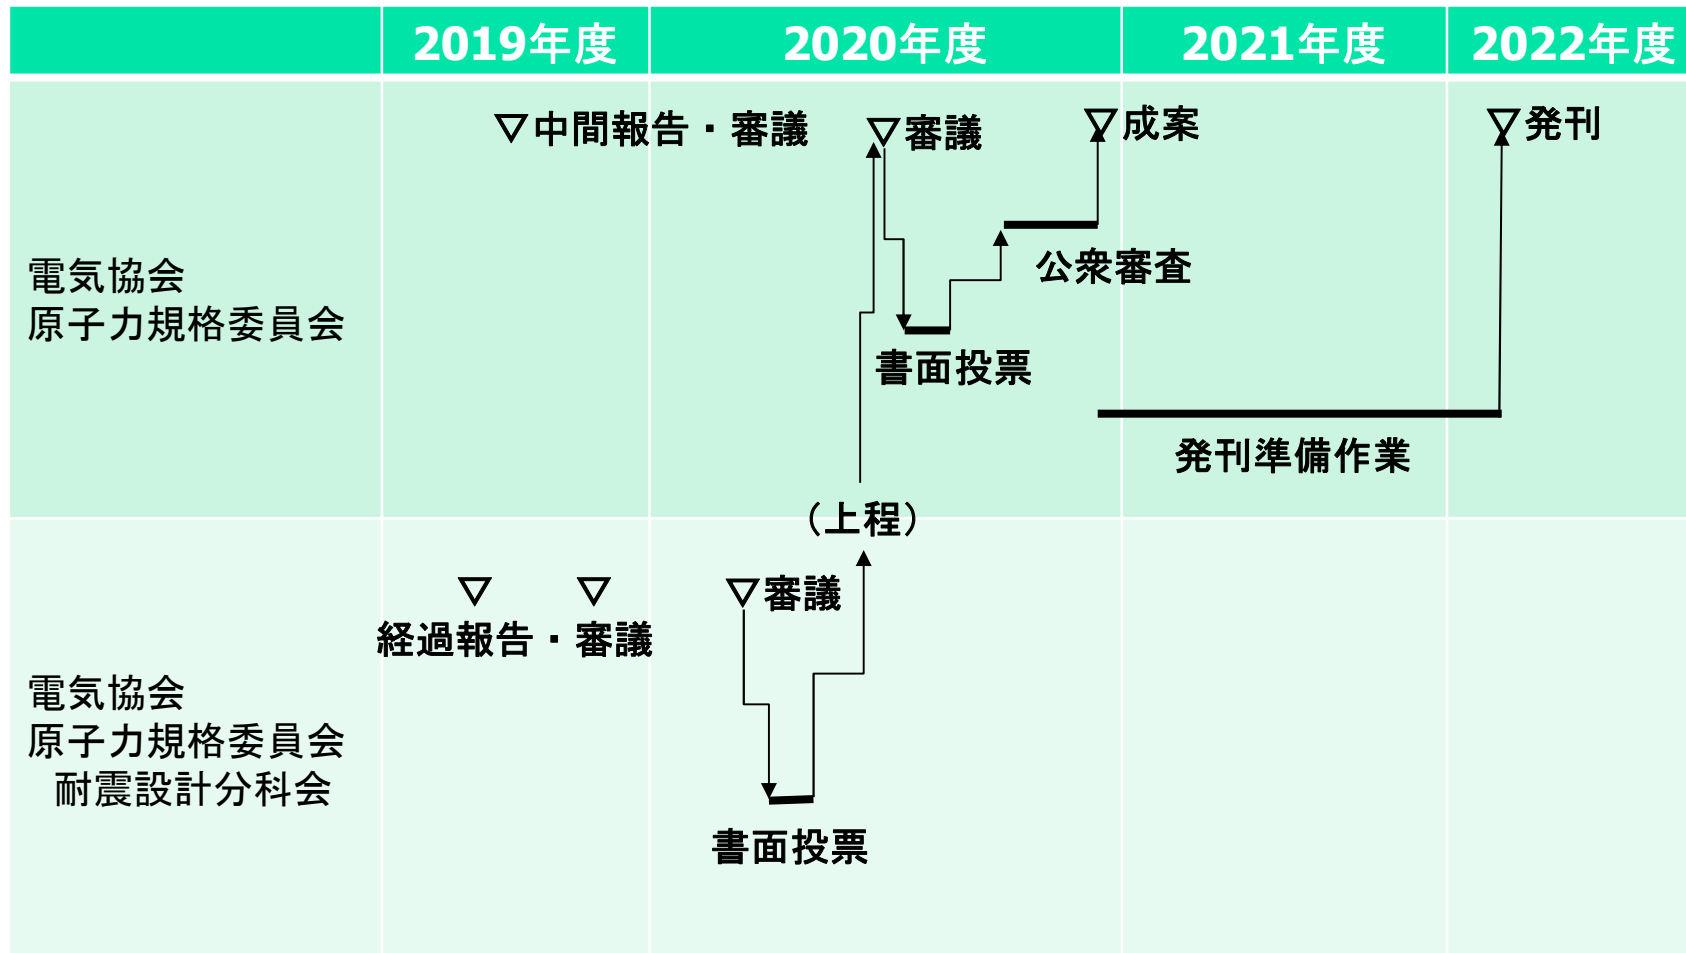 2019年度 2020年度 2021年度 2022年度
▽中間報告・審議 ▽審議 ▽成案 ▽発刊
電気協会
原子力規格委員会
公衆審査
書面投票
発刊準備作業
（上程）
▽ ▽ ▽審議
経過報告・審議
電気協会
原子力規格委員会
耐震設計分科会
書面投票